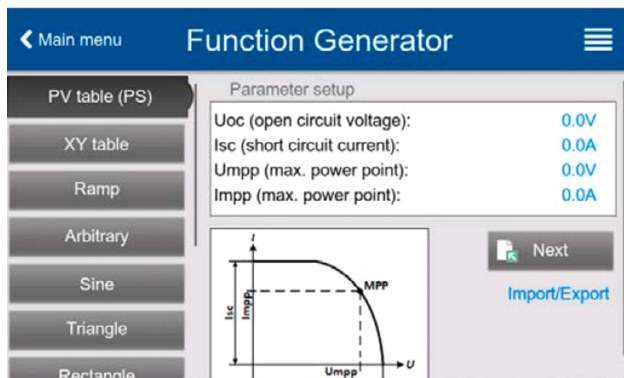 Main menu
Function Generator
PV table (PS)
XY table
Ramp
Arbitrary
Sine
Triangle
Rectangle
Parameter setup
Uoc (open circuit voltage): 0.0V
Isc (short circuit current): 0.0A
Umpp (max. power point): 0.0V
Impp (max. power point): 0.0A
I
MPP
Isc
Impp
Umpp
U
Next
Import/Export